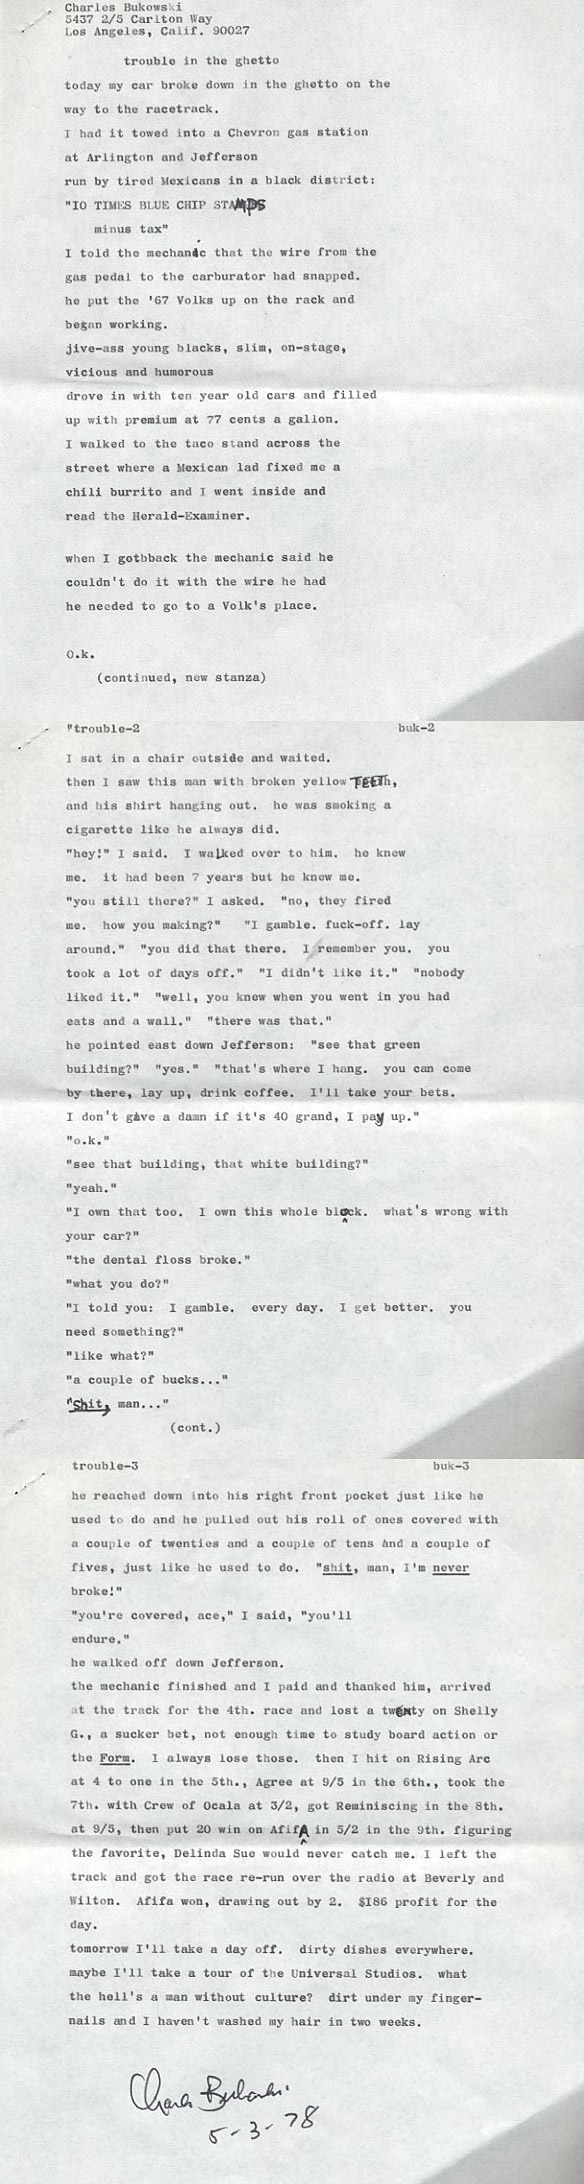 Charles Bukowski
5437 2/5 Carlton Way
Los Angeles, Calif. 90027
trouble in the ghetto
today my car broke down in the ghetto on the
way to the racetrack.
I had it towed into a Chevron gas station
at Arlington and Jefferson
run by tired Mexicans in a black district:
"IO TIMES BLUE CHIP STAMPS
minus tax"
I told the mechanic that the wire from the
gas pedal to the carburator had snapped.
he put the '67 Volks up on the rack and
began working.
jive-ass young blacks, slim, on-stage,
vicious and humorous
drove in with ten year old cars and filled
up with premium at 77 cents a gallon.
I walked to the taco stand across the
street where a Mexican lad fixed me a
chili burrito and I went inside and
read the Herald-Examiner.
when I gotbback the mechanic said he
couldn't do it with the wire he had
he needed to go to a Volk's place.
O.k.
(continued, new stanza)
"trouble-2 buk-2
I sat in a chair outside and waited.
then I saw this man with broken yellow TEETh,
and his shirt hanging out. he was smoking a
cigarette like he always did.
"hey!" I said. I walked over to him. he knew
me. it had been 7 years but he knew me.
"you still there?" I asked. "no, they fired
me. how you making?" "I gamble. fuck-off. lay
around." "you did that there. I remember you. you
took a lot of days off." "I didn't like it." "nobody
liked it." "well, you knew when you went in you had
eats and a wall." "there was that."
he pointed east down Jefferson: "see that green
building?" "yes." "that's where I hang. you can come
by there, lay up, drink coffee. I'll take your bets.
I don't give a damn if it's 40 grand, I pay up."
"o.k."
"see that building, that white building?"
"yeah."
"I own that too. I own this whole block. what's wrong with
your car?"
"the dental floss broke."
"what you do?"
"I told you: I gamble. every day. I get better. you
need something?"
"like what?"
"a couple of bucks..."
"Shit, man..."
(cont.)
trouble-3 buk-3
he reached down into his right front pocket just like he
used to do and he pulled out his roll of ones covered with
a couple of twenties and a couple of tens And a couple of
fives, just like he used to do. "shit, man, I'm never
broke!"
"you're covered, ace," I said, "you'll
endure."
he walked off down Jefferson.
the mechanic finished and I paid and thanked him, arrived
at the track for the 4th. race and lost a twenty on Shelly
G., a sucker bet, not enough time to study board action or
the Form. I always lose those. then I hit on Rising Arc
at 4 to one in the 5th., Agree at 9/5 in the 6th., took the
7th. with Crew of Ocala at 3/2, got Reminiscing in the 8th.
at 9/5, then put 20 win on AfifA in 5/2 in the 9th. figuring
the favorite, Delinda Sue would never catch me. I left the
track and got the race re-run over the radio at Beverly and
Wilton. Afifa won, drawing out by 2. $I86 profit for the
day.
tomorrow I'll take a day off. dirty dishes everywhere.
maybe I'll take a tour of the Universal Studios. what
the hell's a man without culture? dirt under my finger-
nails and I haven't washed my hair in two weeks.
Charles Bukowski
5-3-78